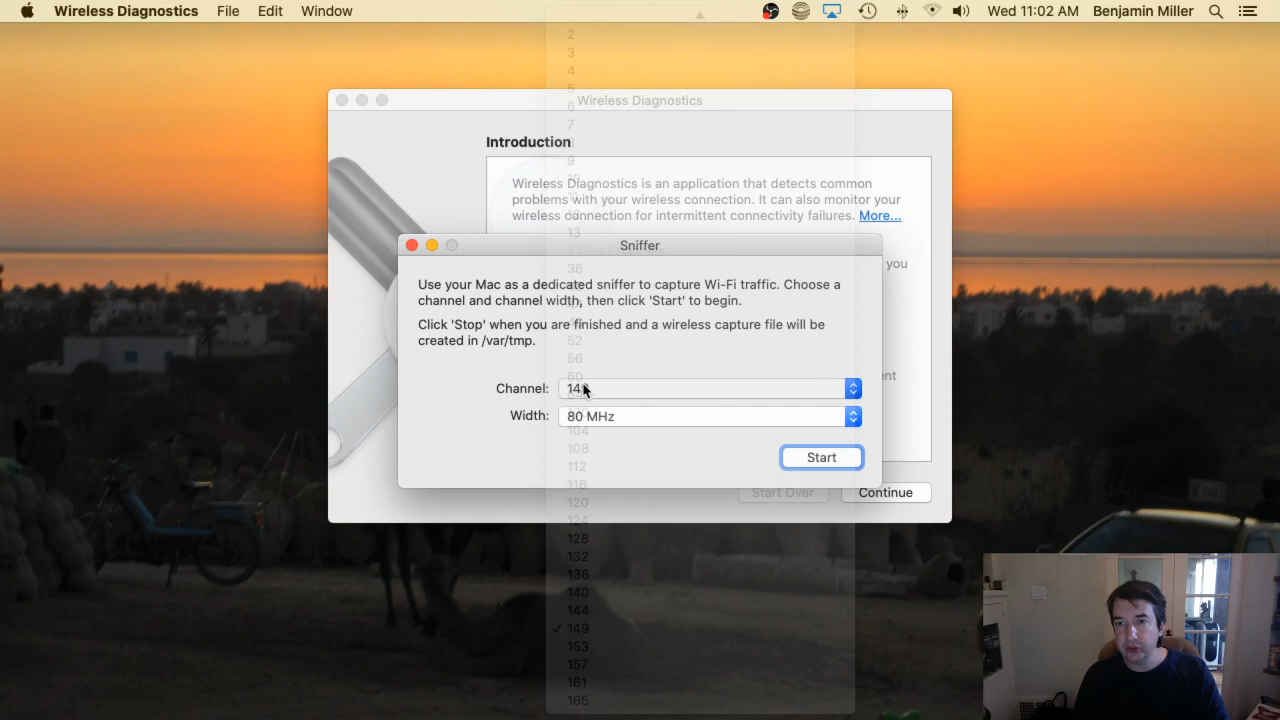 Wireless Diagnostics File Edit Window Wed 11:02 AM Benjamin Miller
2
3
4
5
6
7
8
9
10
11
13
36
52
56
60
104
108
112
116
120
124
128
132
136
140
144
✓ 149
153
157
161
165
Wireless Diagnostics
Introduction
Wireless Diagnostics is an application that detects common
problems with your wireless connection. It can also monitor your
wireless connection for intermittent connectivity failures. More...
you
Sniffer
Use your Mac as a dedicated sniffer to capture Wi-Fi traffic. Choose a
channel and channel width, then click 'Start' to begin.
Click 'Stop' when you are finished and a wireless capture file will be
created in /var/tmp.
Channel:
Width: 80 MHz
Start
Start Over Continue